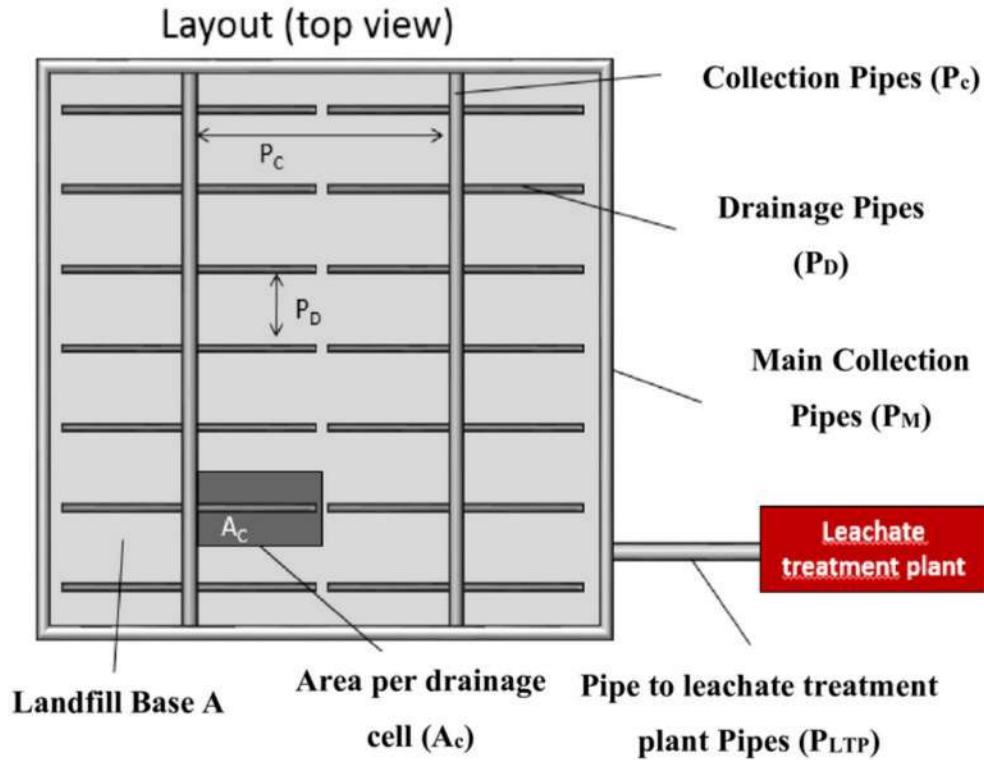 Layout (top view)
Collection Pipes (Pc)
PC
Drainage Pipes
(PD)
PD
Main Collection
Pipes (PM)
AC
Leachate
treatment plant
Landfill Base A
Area per drainage
cell (Ac)
Pipe to leachate treatment
plant Pipes (PLTP)